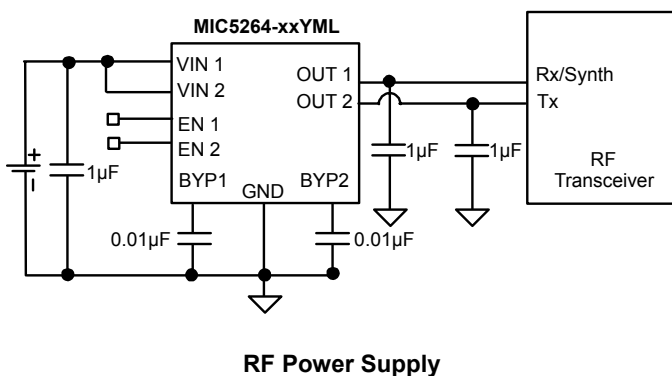 MIC5264-xxYML
VIN 1
VIN 2
EN 1
EN 2
BYP1
GND
BYP2
OUT 1
OUT 2
Rx/Synth
Tx
RF
Transceiver
+
-
1µF
0.01µF
0.01µF
1µF
1µF
RF Power Supply